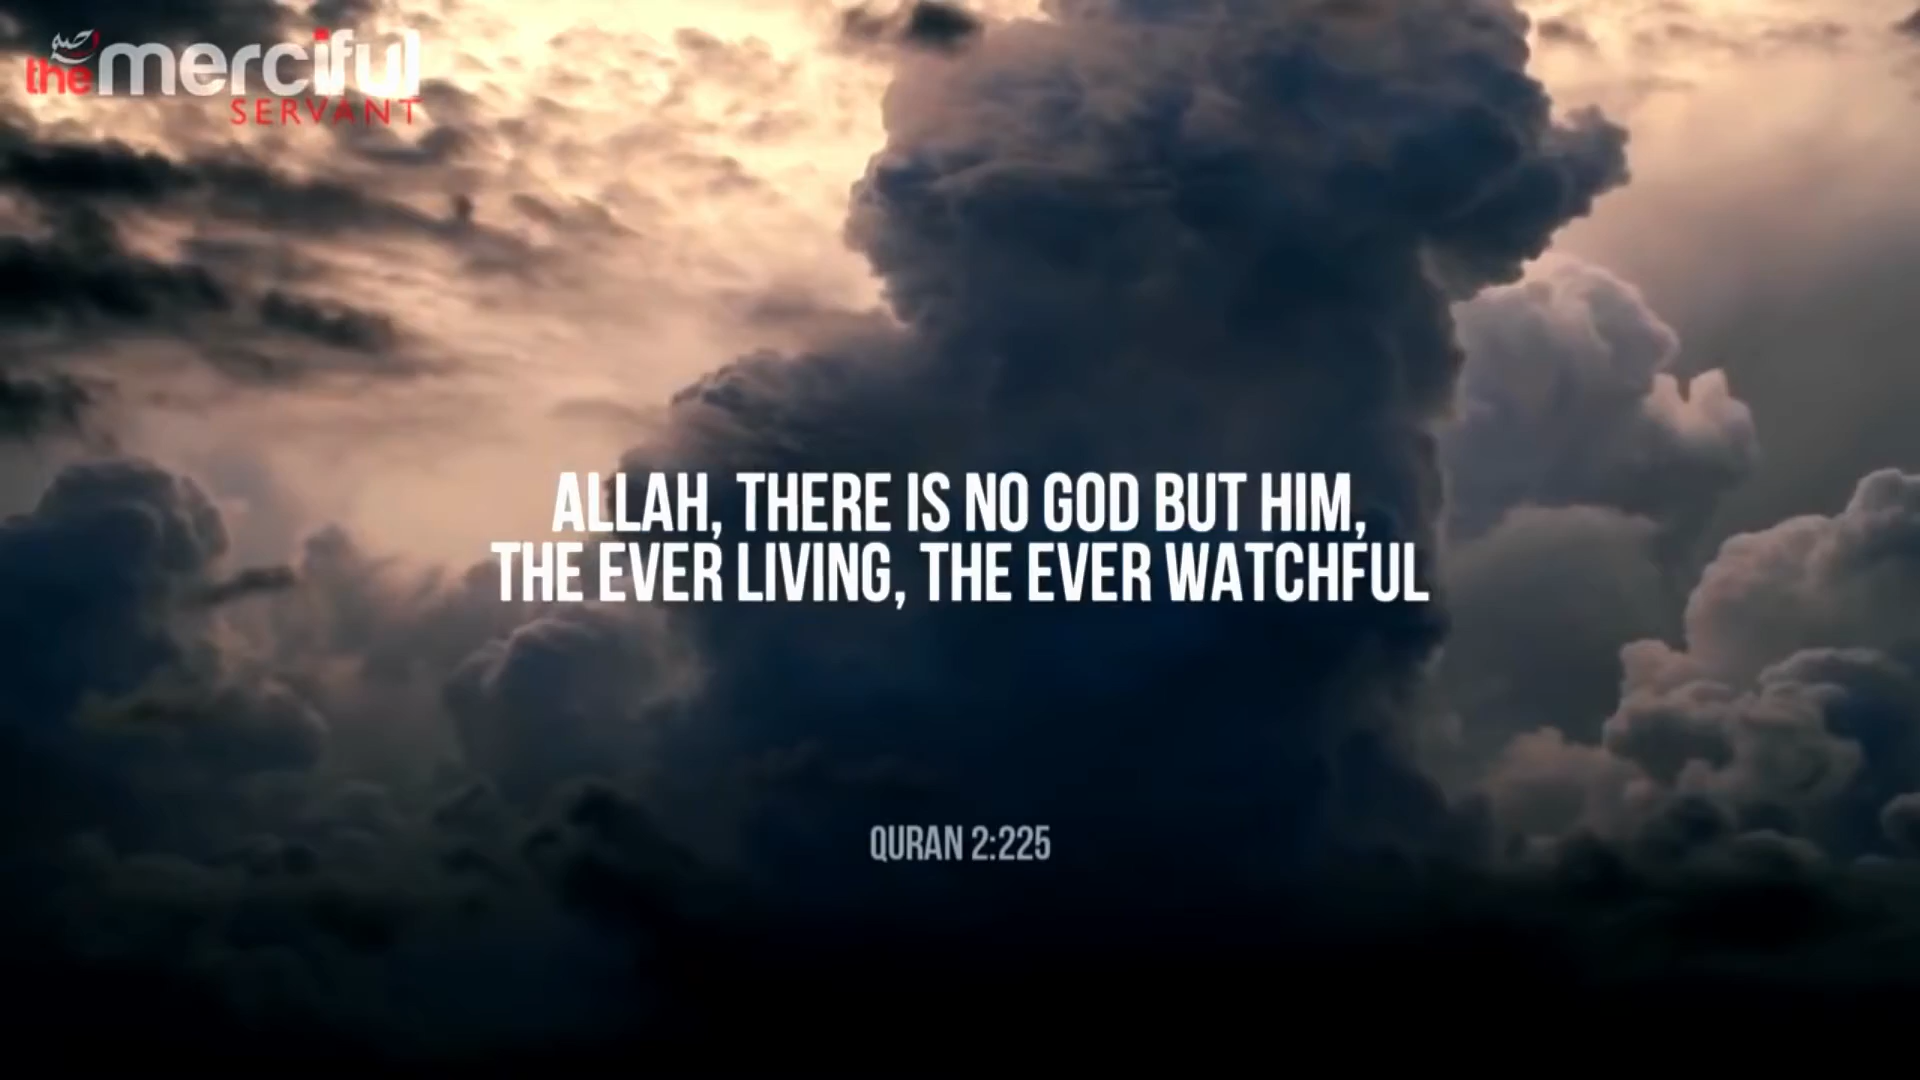 the merciful
SERVANT
ALLAH, THERE IS NO GOD BUT HIM,
THE EVER LIVING, THE EVER WATCHFUL
QURAN 2:225